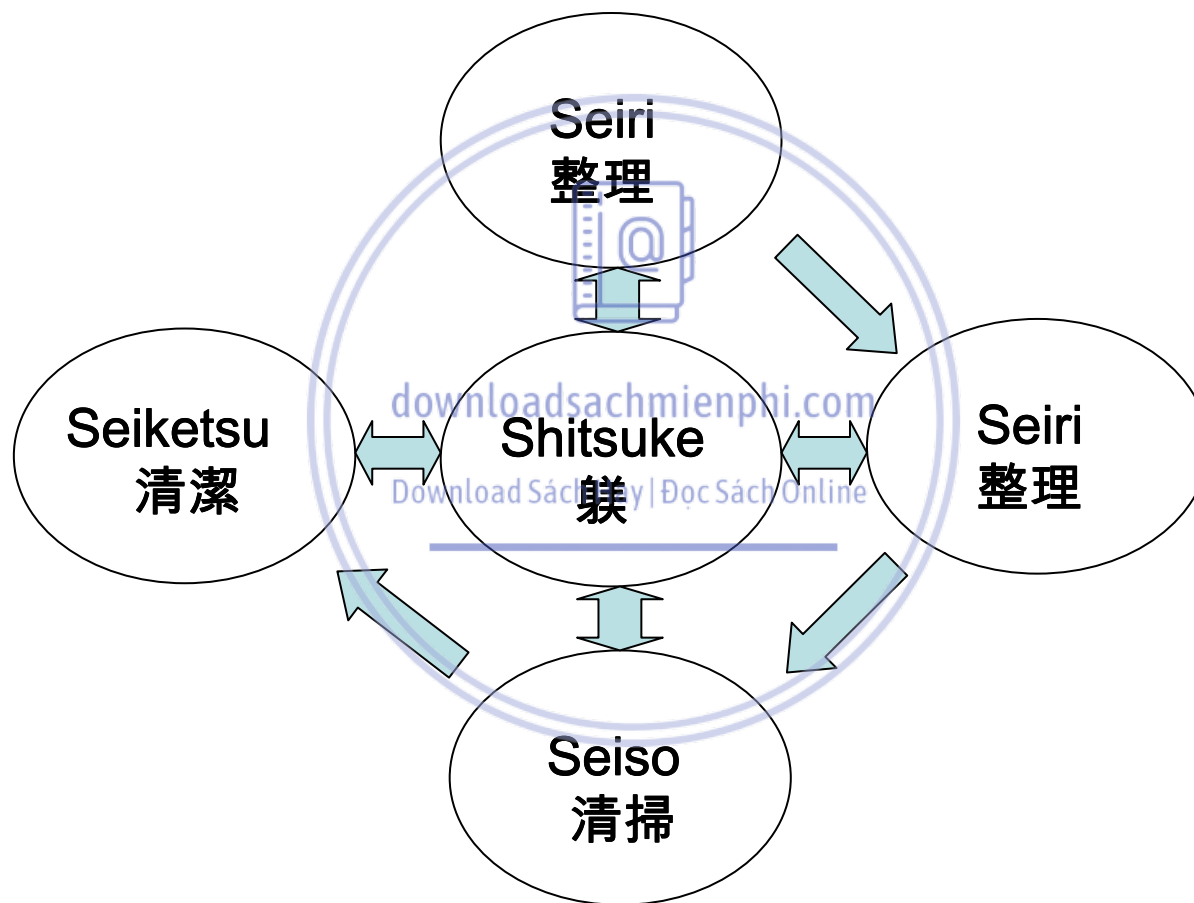 Seiri
整理
@
downloadsachmienphi.com
Seiketsu
清潔
Shitsuke
躾
Seiri
整理
Download Sách Hay | Đọc Sách Online
Seiso
清掃